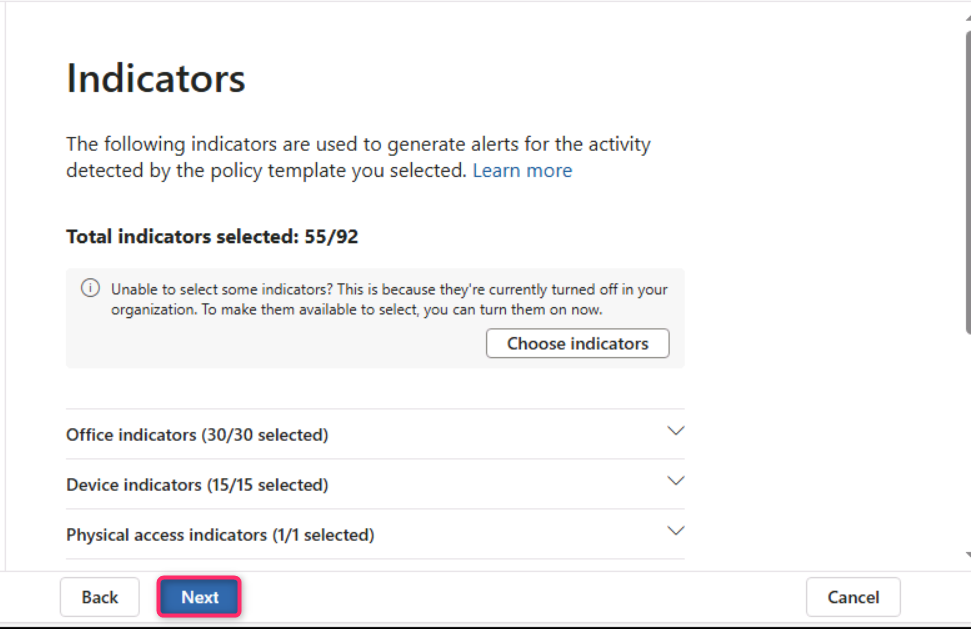 Indicators
The following indicators are used to generate alerts for the activity
detected by the policy template you selected. Learn more
Total indicators selected: 55/92
Unable to select some indicators? This is because they're currently turned off in your
organization. To make them available to select, you can turn them on now.
Choose indicators
Office indicators (30/30 selected)
Device indicators (15/15 selected)
Physical access indicators (1/1 selected)
Back Next Cancel